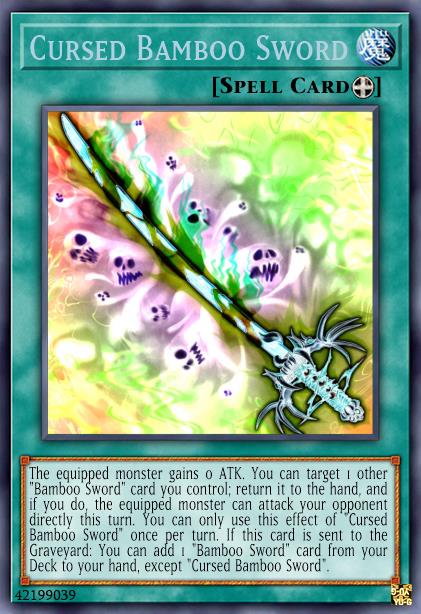 Cursed Bamboo Sword
魔
[Spell Card]
The equipped monster gains 0 ATK. You can target 1 other
"Bamboo Sword" card you control; return it to the hand, and
if you do, the equipped monster can attack your opponent
directly this turn. You can only use this effect of "Cursed
Bamboo Sword" once per turn. If this card is sent to the
Graveyard: You can add 1 "Bamboo Sword" card from your
Deck to your hand, except "Cursed Bamboo Sword".
42199039